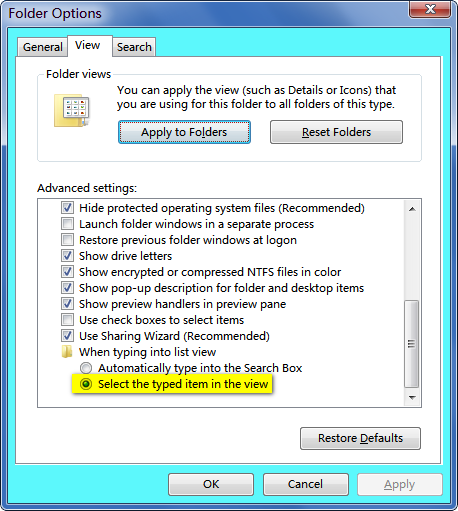 Folder Options
General
View
Search
Folder views
You can apply the view (such as Details or Icons) that
you are using for this folder to all folders of this type.
Apply to Folders
Reset Folders
Advanced settings:
Hide protected operating system files (Recommended)
Launch folder windows in a separate process
Restore previous folder windows at logon
Show drive letters
Show encrypted or compressed NTFS files in color
Show pop-up description for folder and desktop items
Show preview handlers in preview pane
Use check boxes to select items
Use Sharing Wizard (Recommended)
When typing into list view
Automatically type into the Search Box
Select the typed item in the view
Restore Defaults
OK
Cancel
Apply